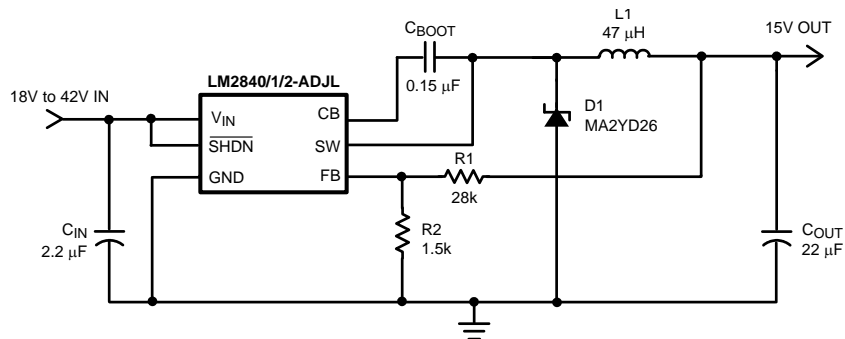 CBOOT
0.15 μF
L1
47 μH
15V OUT
LM2840/1/2-ADJL
18V to 42V IN
VIN
SHDN
GND
CB
SW
FB
D1
MA2YD26
R1
28k
R2
1.5k
CIN
2.2 μF
COUT
22 μF